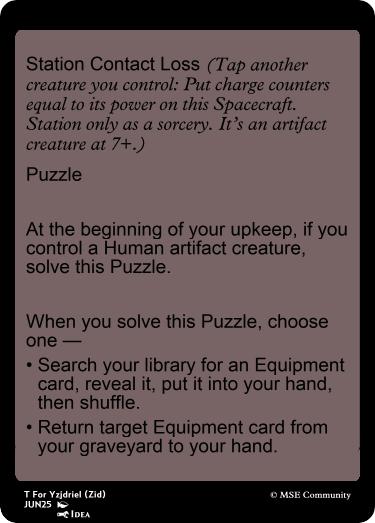 Station Contact Loss (Tap another
creature you control: Put charge counters
equal to its power on this Spacecraft.
Station only as a sorcery. It's an artifact
creature at 7+.)
Puzzle
At the beginning of your upkeep, if you
control a Human artifact creature,
solve this Puzzle.
When you solve this Puzzle, choose
one —
• Search your library for an Equipment
card, reveal it, put it into your hand,
then shuffle.
• Return target Equipment card from
your graveyard to your hand.
T For Yzjdriel (Zid)
JUN25
Idea
© MSE Community